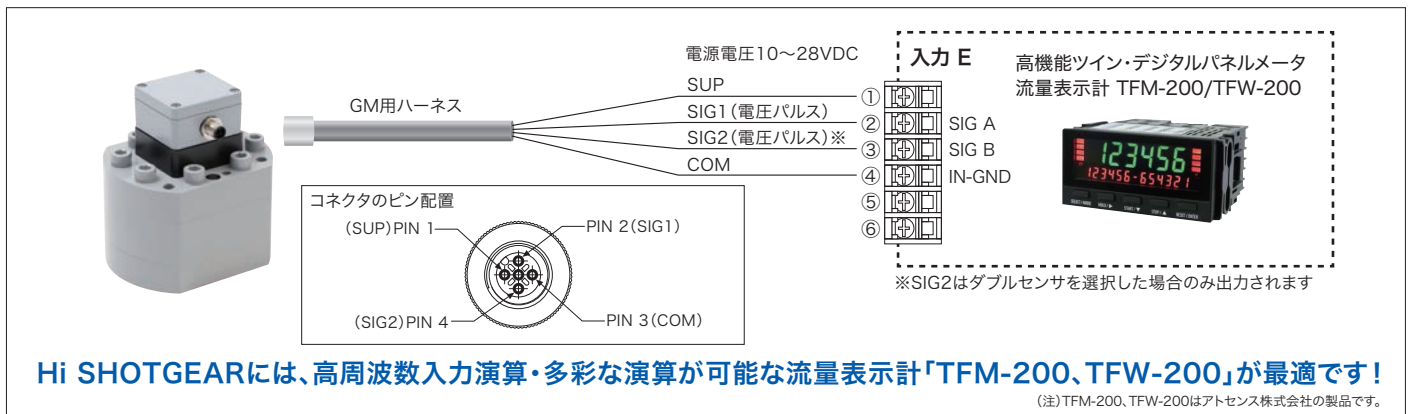 電源電圧10～28VDC
SUP
SIG1（電圧パルス）
SIG2（電圧パルス）※
COM
GM用ハーネス
入力 E
①
② SIG A
③ SIG B
④ IN-GND
⑤
⑥
高機能ツイン・デジタルパネルメータ
流量表示計 TFM-200/TFW-200
123456
123456-654321
コネクタのピン配置
(SUP)PIN 1
PIN 2(SIG1)
(SIG2)PIN 4
PIN 3(COM)
※SIG2はダブルセンサを選択した場合のみ出力されます
Hi SHOTGEARには、高周波数入力演算・多彩な演算が可能な流量表示計「TFM-200、TFW-200」が最適です！
（注）TFM-200、TFW-200はアトセンス株式会社の製品です。